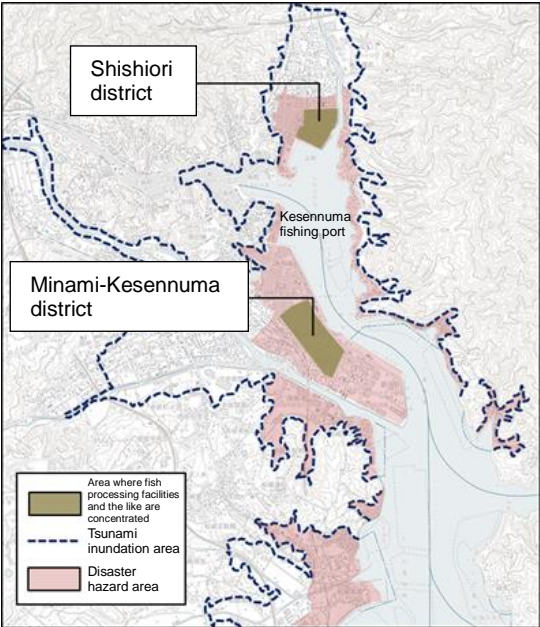 Shishiori
district
Kesennuma
fishing port
Minami-Kesennuma
district
Area where fish
processing facilities
and the like are
concentrated
Tsunami
inundation area
Disaster
hazard area